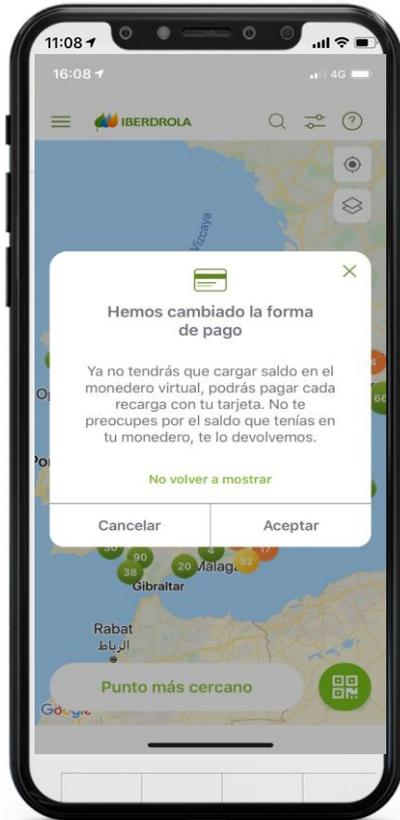 11:08
16:08
4G
IBERDROLA
?
Vizcaya
Hemos cambiado la forma
de pago
Ya no tendrás que cargar saldo en el
monedero virtual, podrás pagar cada
recarga con tu tarjeta. No te
preocupes por el saldo que tenías en
tu monedero, te lo devolvemos.
No volver a mostrar
Cancelar
Aceptar
66
30
90
4
17
38
20
Malaga
52
Gibraltar
Rabat
الرباط
Punto más cercano
Google